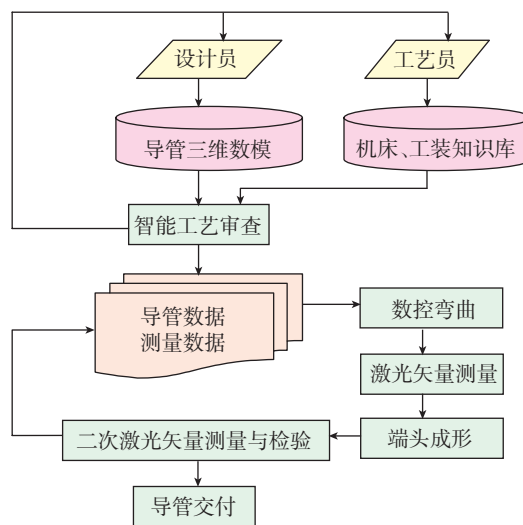 设计员
工艺员
导管三维数模
机床、工装知识库
智能工艺审查
导管数据
测量数据
数控弯曲
激光矢量测量
端头成形
二次激光矢量测量与检验
导管交付